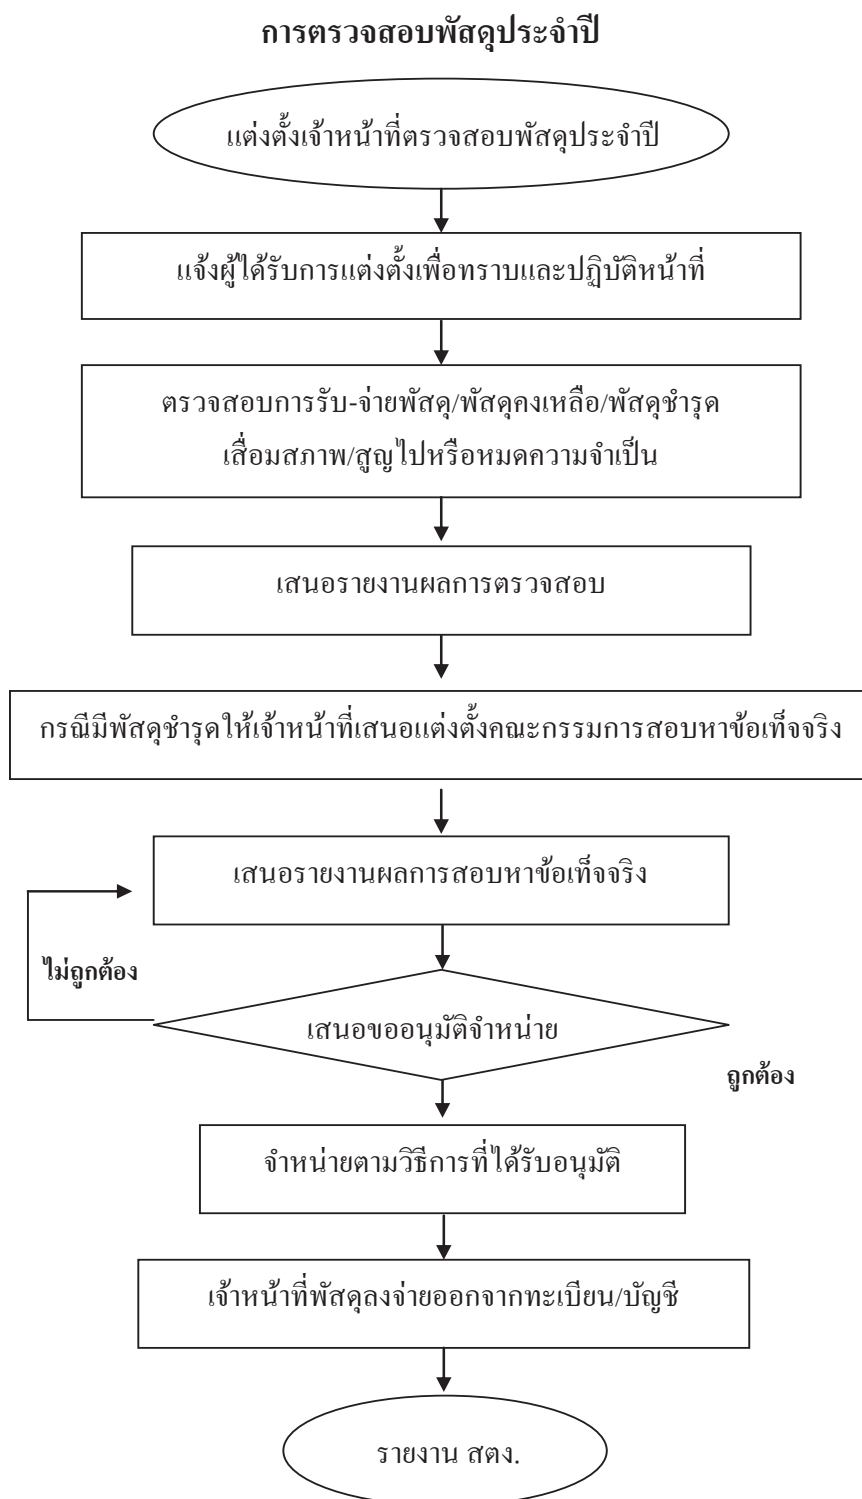 การตรวจสอบพัสดุประจำปี
แต่งตั้งเจ้าหน้าที่ตรวจสอบพัสดุประจำปี
แจ้งผู้ได้รับการแต่งตั้งเพื่อทราบและปฏิบัติหน้าที่
ตรวจสอบการรับ-จ่ายพัสดุ/พัสดุคงเหลือ/พัสดุชำรุด
เสื่อมสภาพ/สูญไปหรือหมดความจำเป็น
เสนอรายงานผลการตรวจสอบ
กรณีมีพัสดุชำรุดให้เจ้าหน้าที่เสนอแต่งตั้งคณะกรรมการสอบหาข้อเท็จจริง
เสนอรายงานผลการสอบหาข้อเท็จจริง
ไม่ถูกต้อง
เสนอขออนุมัติจำหน่าย
ถูกต้อง
จำหน่ายตามวิธีการที่ได้รับอนุมัติ
เจ้าหน้าที่พัสดุลงจ่ายออกจากทะเบียน/บัญชี
รายงาน สตง.